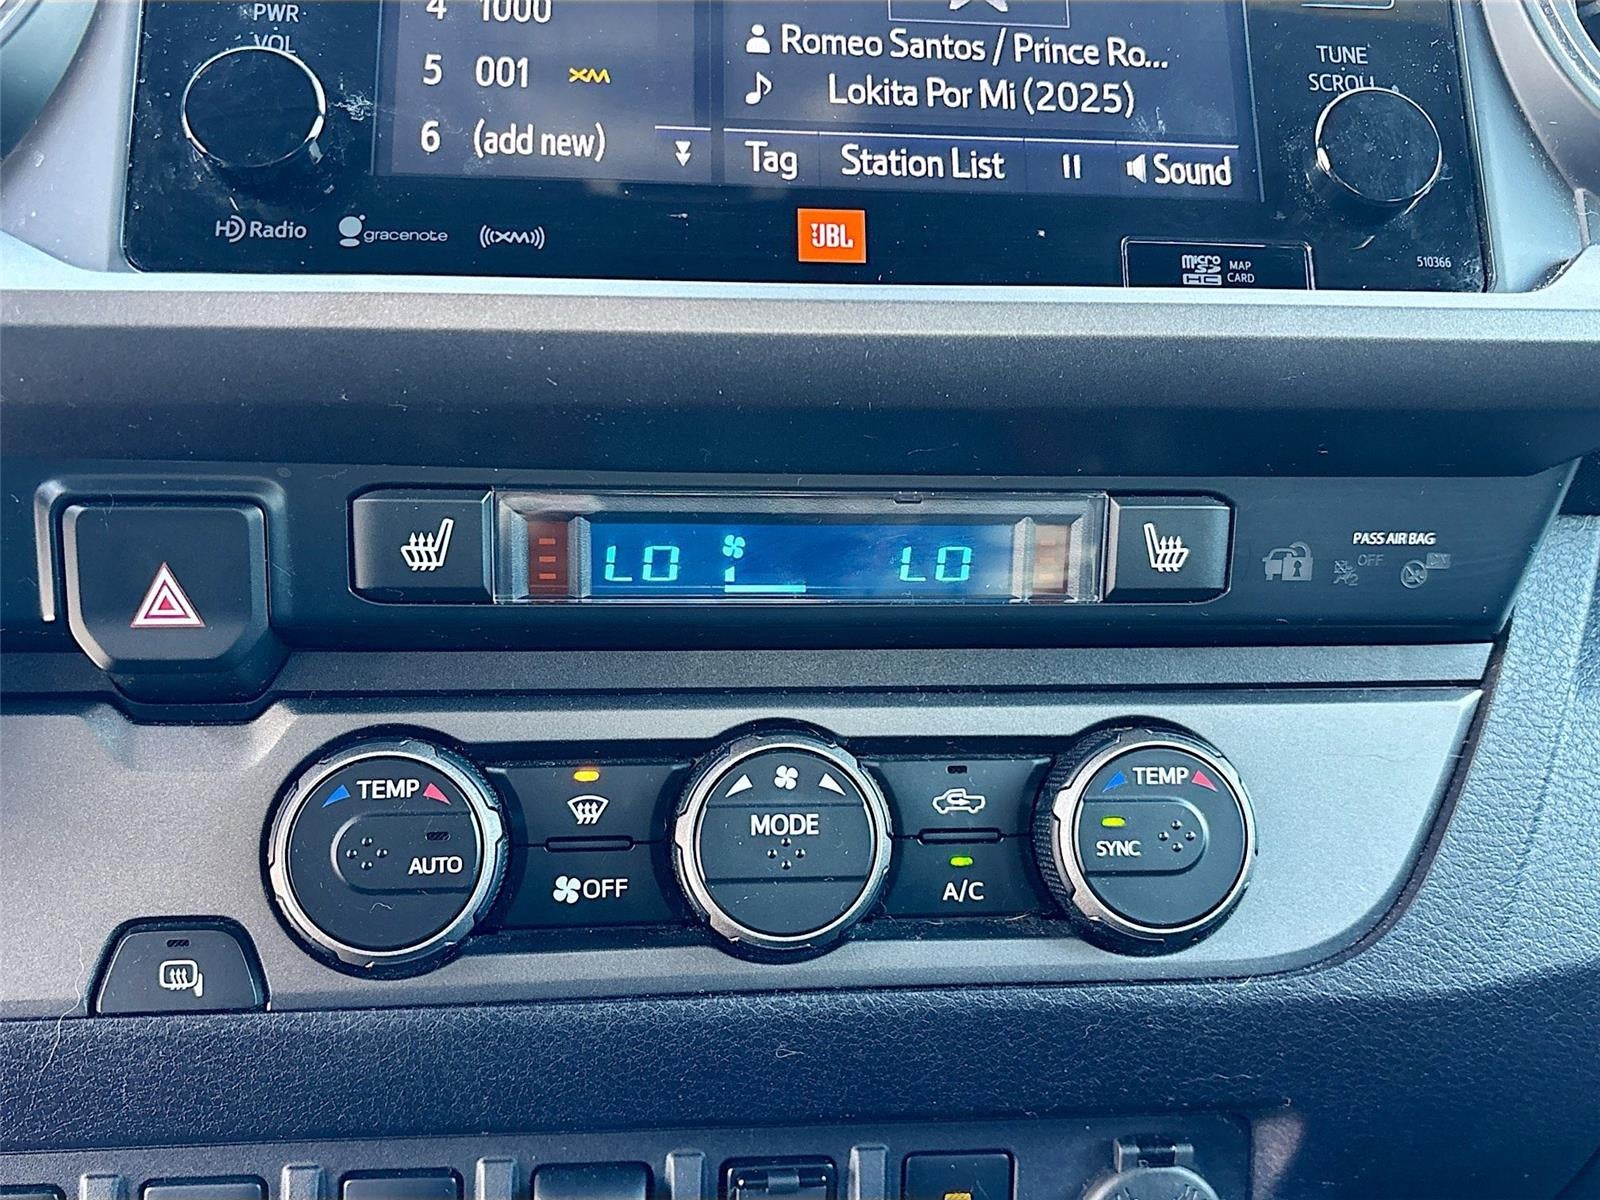 PWR
VOL
4 1000
5 001 XM
6 (add new)
Romeo Santos / Prince Ro...
Lokita Por Mi (2025)
Tag Station List Sound
TUNE
SCROLL
HD Radio gracenote ((XM))
JBL
micro SD HC MAP CARD
510366
LO LO
PASS AIR BAG
OFF
ON
TEMP
AUTO
OFF
MODE
A/C
TEMP
SYNC